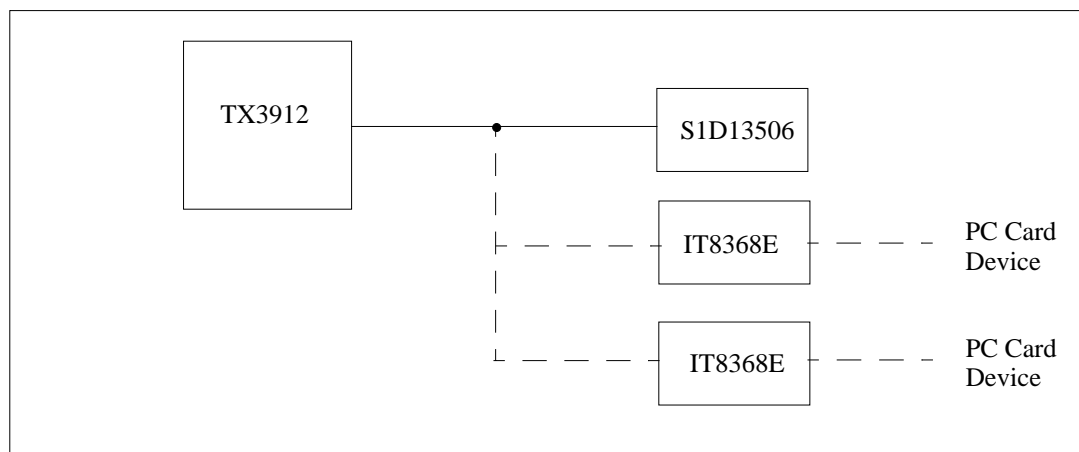 TX3912
S1D13506
IT8368E
PC Card
Device
IT8368E
PC Card
Device